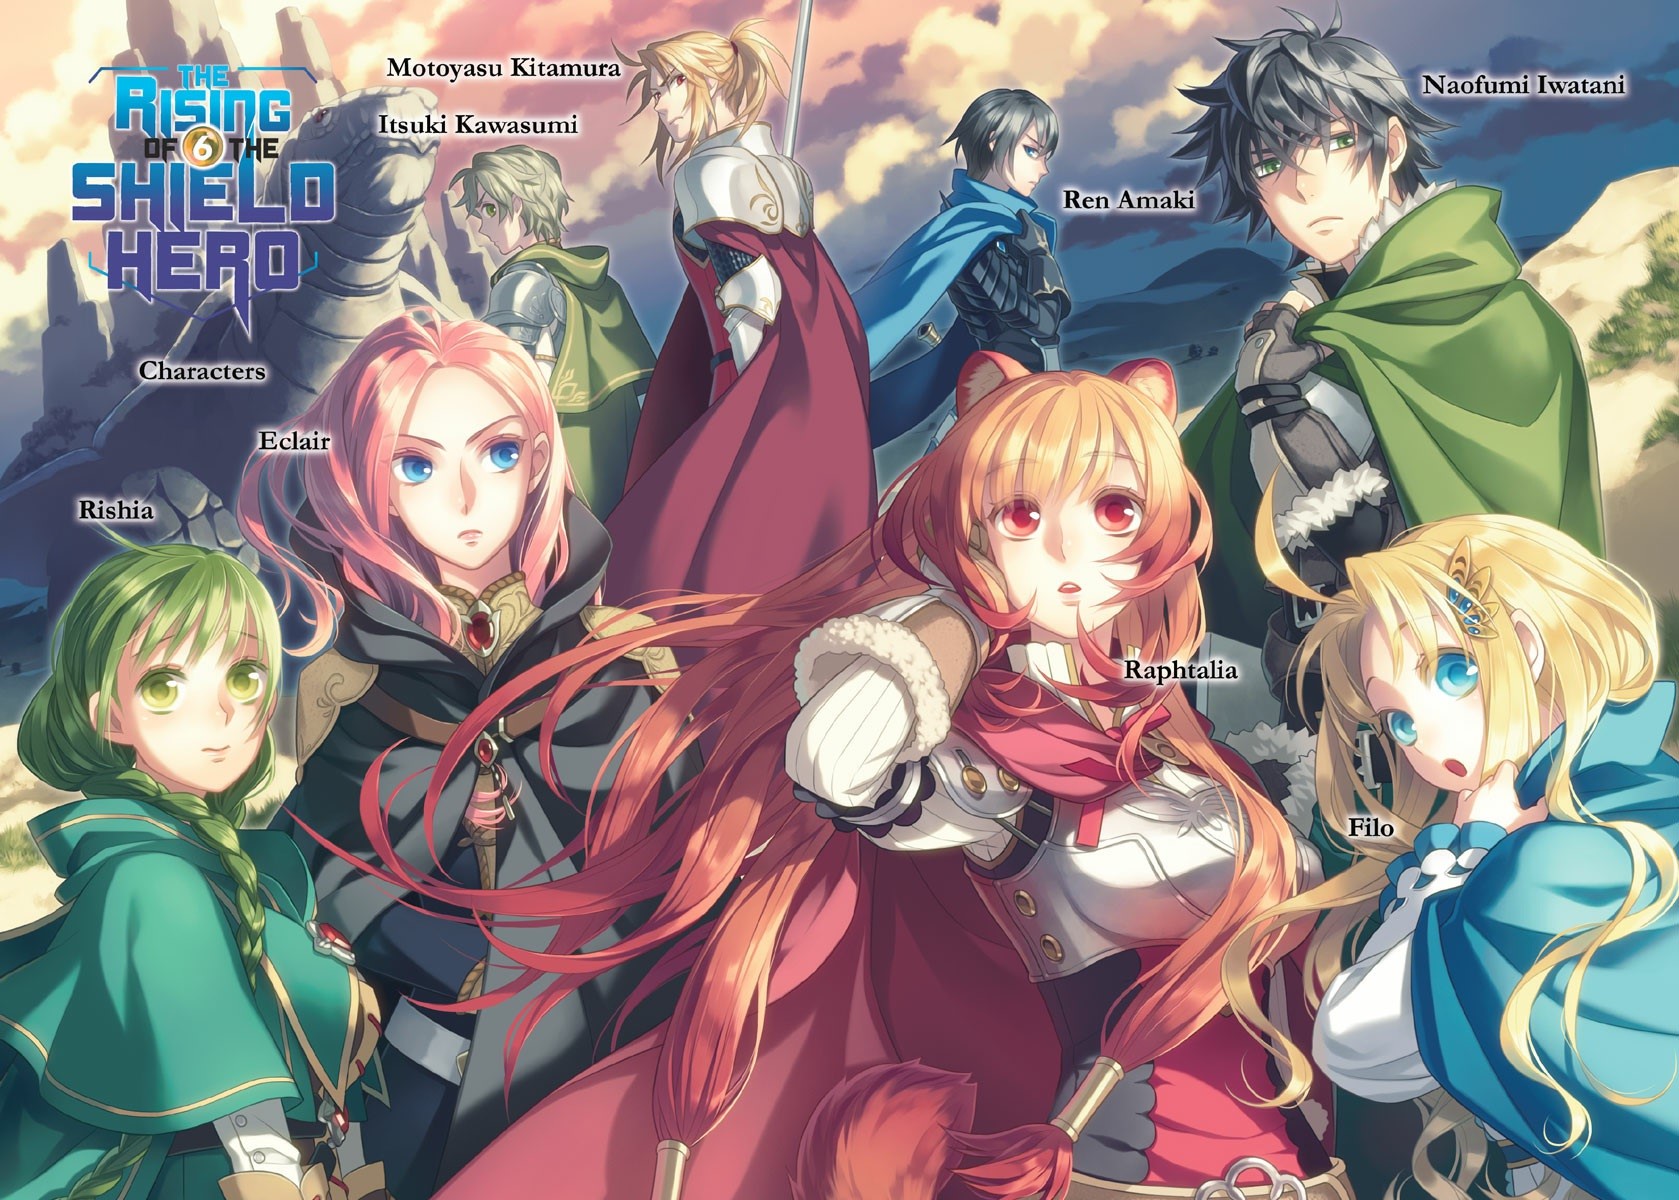 THE
RISING
OF 6 THE
SHIELD
HERO
Characters
Motoyasu Kitamura
Itsuki Kawasumi
Ren Amaki
Naofumi Iwatani
Eclair
Rishia
Raphtalia
Filo